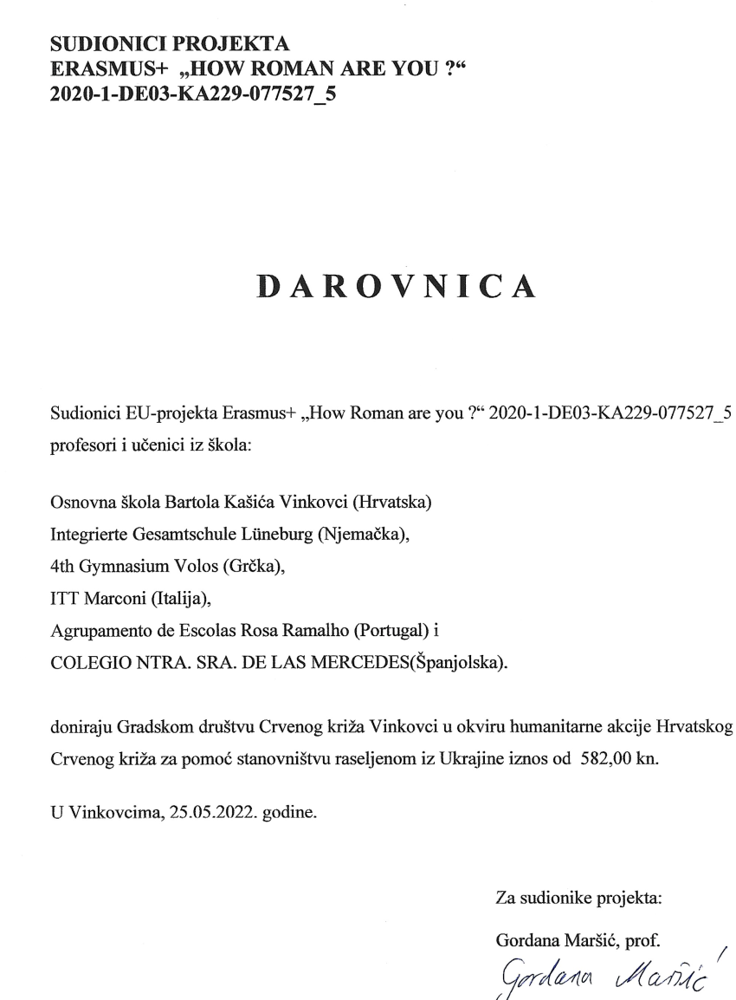 SUDIONICI PROJEKTA
ERASMUS+ „HOW ROMAN ARE YOU ?“
2020-1-DE03-KA229-077527_5
DAROVNICA
Sudionici EU-projekta Erasmus+ „How Roman are you ?“ 2020-1-DE03-KA229-077527_5
profesori i učenici iz škola:
Osnovna škola Bartola Kašića Vinkovci (Hrvatska)
Integrierte Gesamtschule Lüneburg (Njemačka),
4th Gymnasium Volos (Grčka),
ITT Marconi (Italija),
Agrupamento de Escolas Rosa Ramalho (Portugal) i
COLEGIO NTRA. SRA. DE LAS MERCEDES(Španjolska).
doniraju Gradskom društvu Crvenog križa Vinkovci u okviru humanitarne akcije Hrvatskog
Crvenog križa za pomoć stanovništvu raseljenom iz Ukrajine iznos od 582,00 kn.
U Vinkovcima, 25.05.2022. godine.
Za sudionike projekta:
Gordana Maršić, prof.
Gordana Maršić